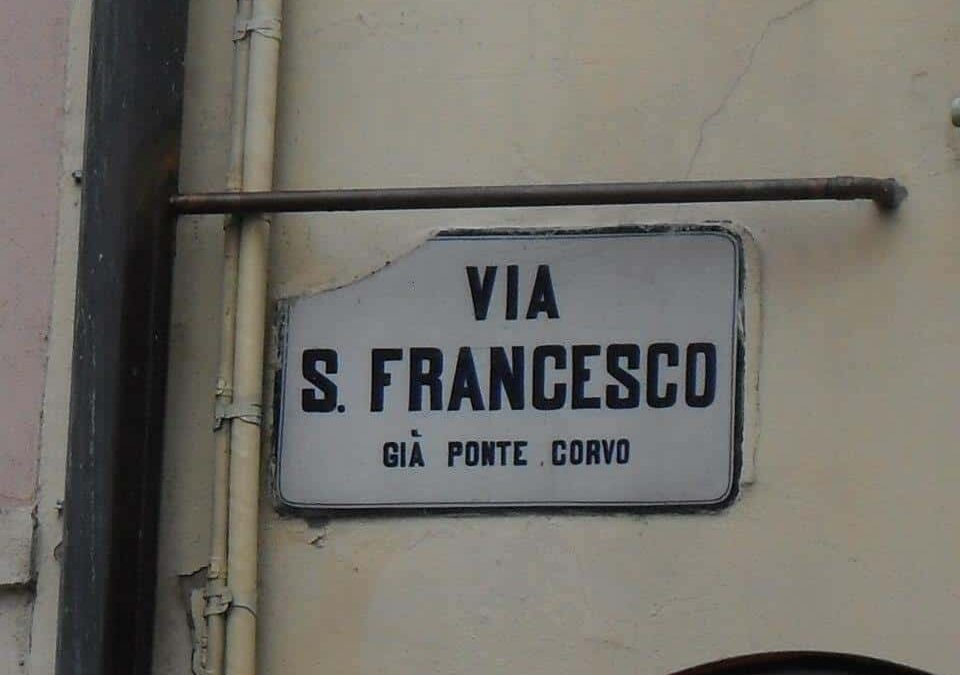 VIA
S. FRANCESCO
GIÀ PONTE CORVO